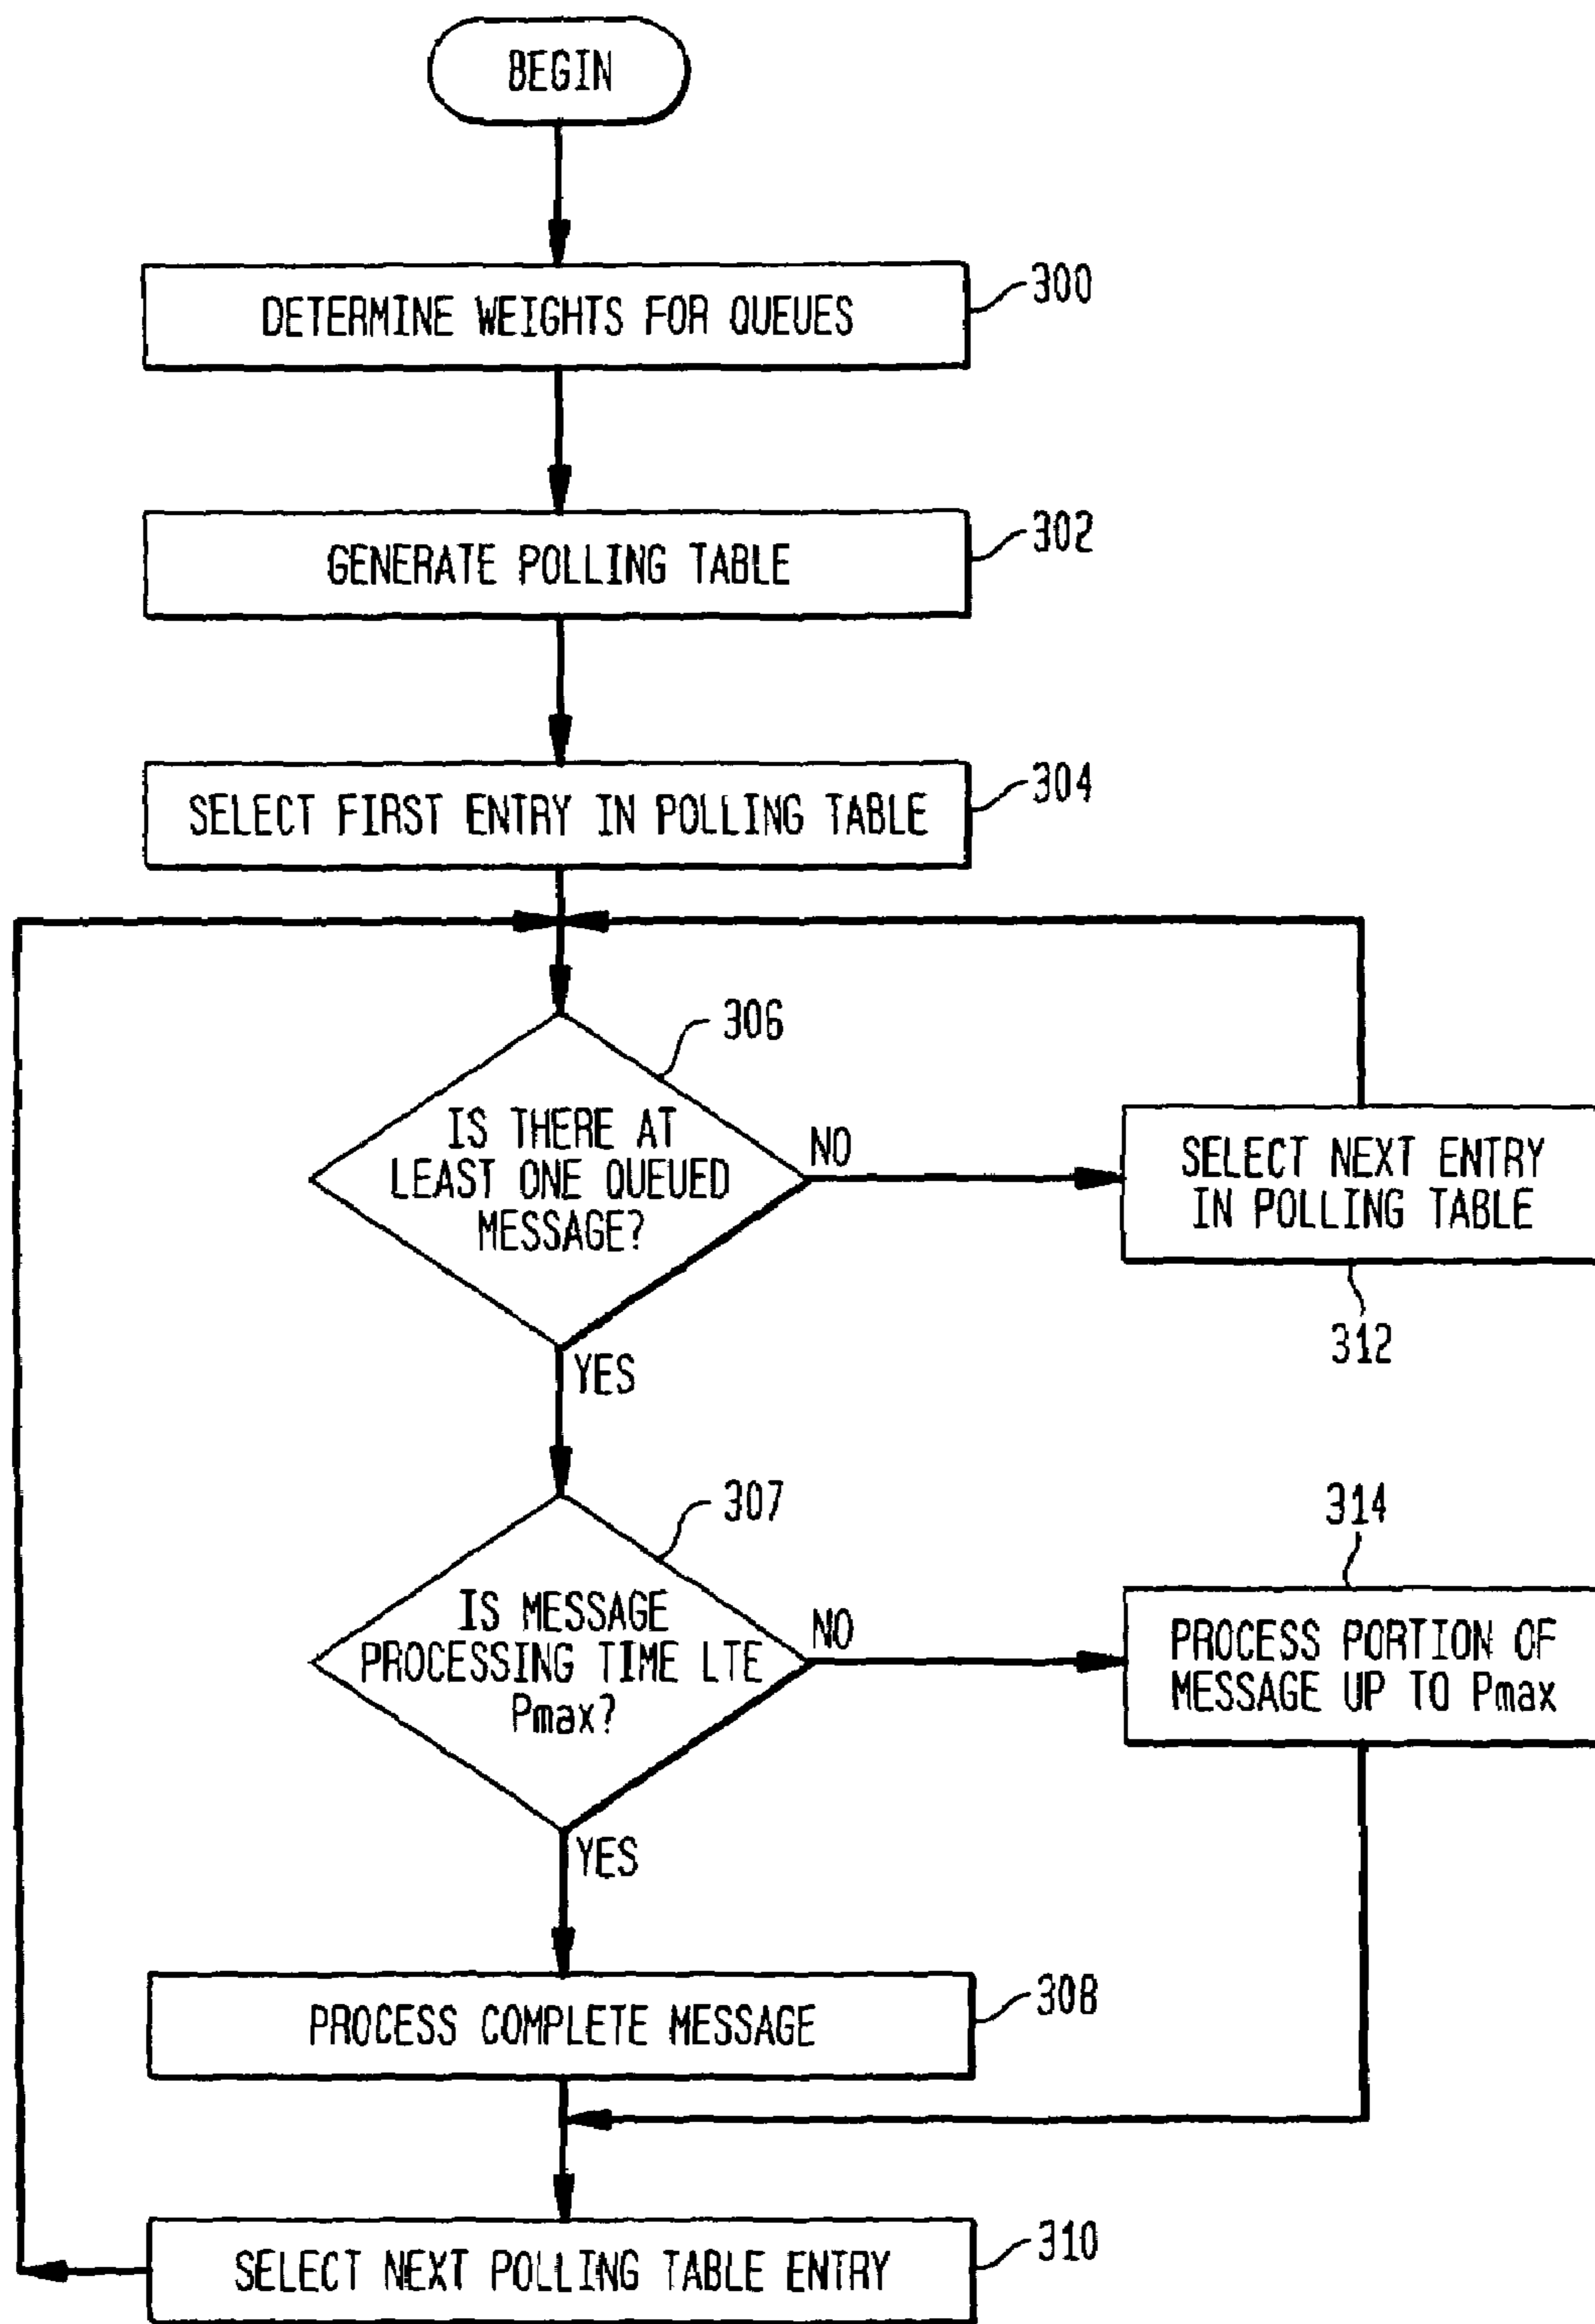 BEGIN
DETERMINE WEIGHTS FOR QUEUES
300
GENERATE POLLING TABLE
302
SELECT FIRST ENTRY IN POLLING TABLE
304
306
IS THERE AT
LEAST ONE QUEUED
MESSAGE?
NO
SELECT NEXT ENTRY
IN POLLING TABLE
312
YES
307
IS MESSAGE
PROCESSING TIME LTE
Pmax?
NO
314
PROCESS PORTION OF
MESSAGE UP TO Pmax
YES
PROCESS COMPLETE MESSAGE
308
SELECT NEXT POLLING TABLE ENTRY
310